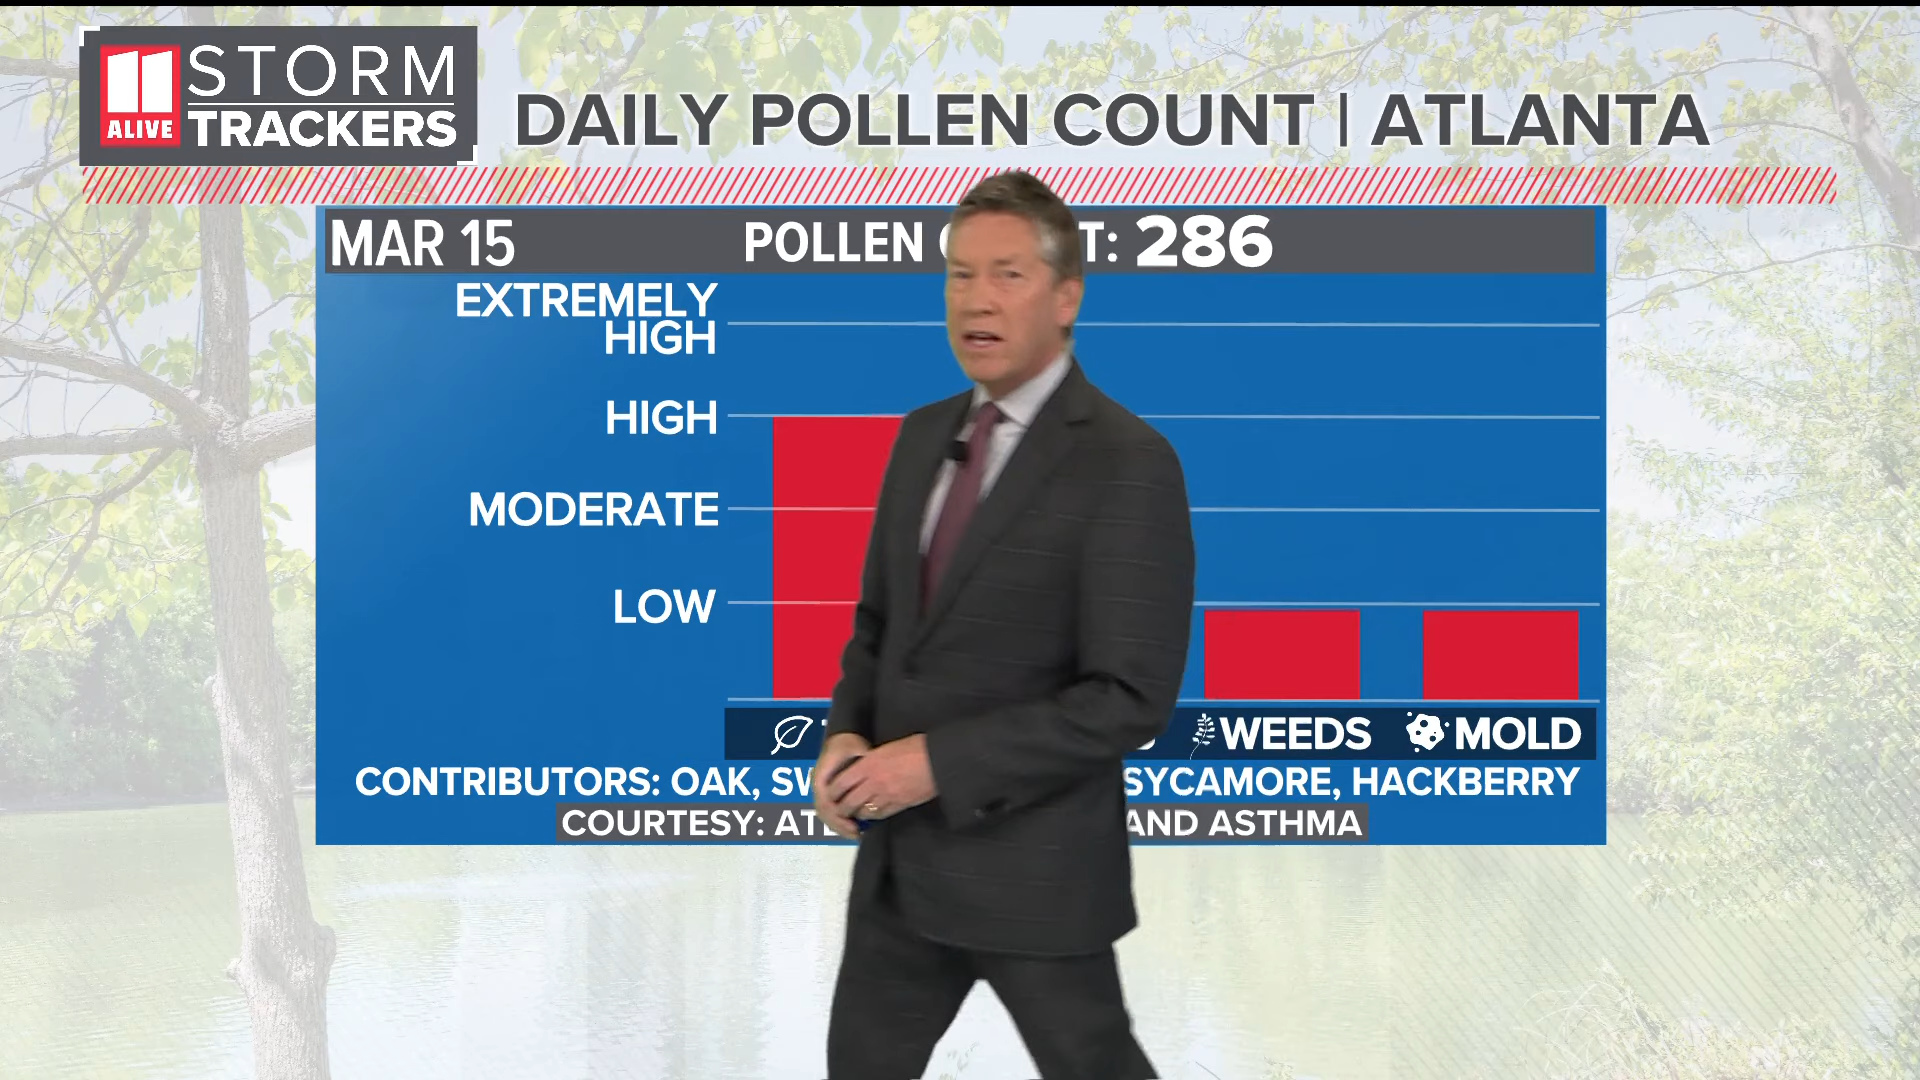 11 ALIVE
STORM
TRACKERS
DAILY POLLEN COUNT | ATLANTA
MAR 15 POLLEN T: 286
EXTREMELY
HIGH
HIGH
MODERATE
LOW
WEEDS MOLD
CONTRIBUTORS: OAK, SYCAMORE, HACKBERRY
COURTESY: AND ASTHMA